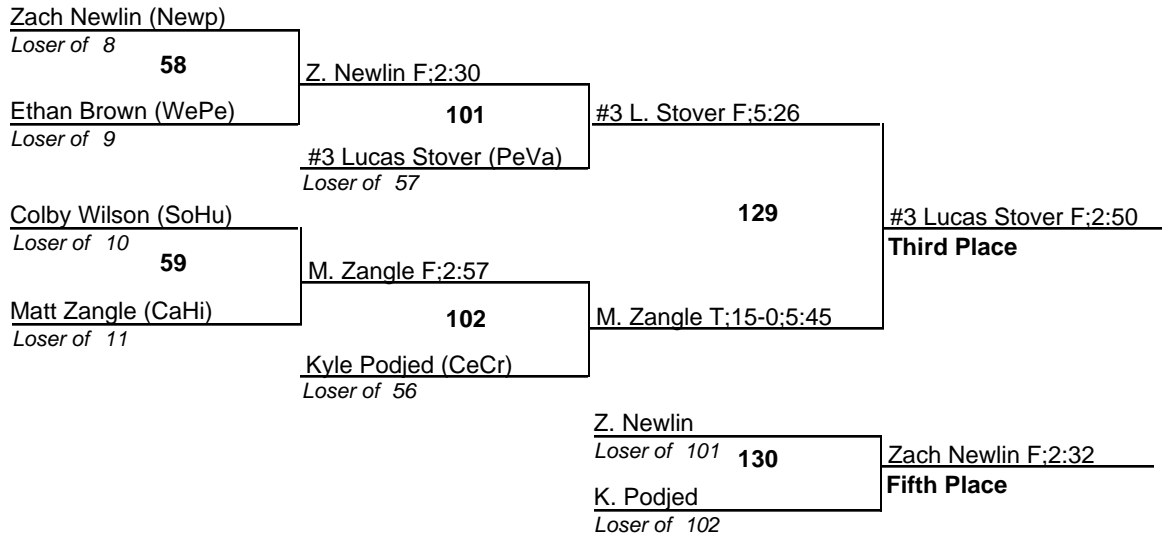 Zach Newlin (Newp)
Loser of 8
58
Z. Newlin F;2:30
Ethan Brown (WePe)
Loser of 9
101
#3 L. Stover F;5:26
#3 Lucas Stover (PeVa)
Loser of 57
Colby Wilson (SoHu)
Loser of 10
129
#3 Lucas Stover F;2:50
Third Place
59
M. Zangle F;2:57
Matt Zangle (CaHi)
Loser of 11
102
M. Zangle T;15-0;5:45
Kyle Podjed (CeCr)
Loser of 56
Z. Newlin
Loser of 101
130
Zach Newlin F;2:32
Fifth Place
K. Podjed
Loser of 102